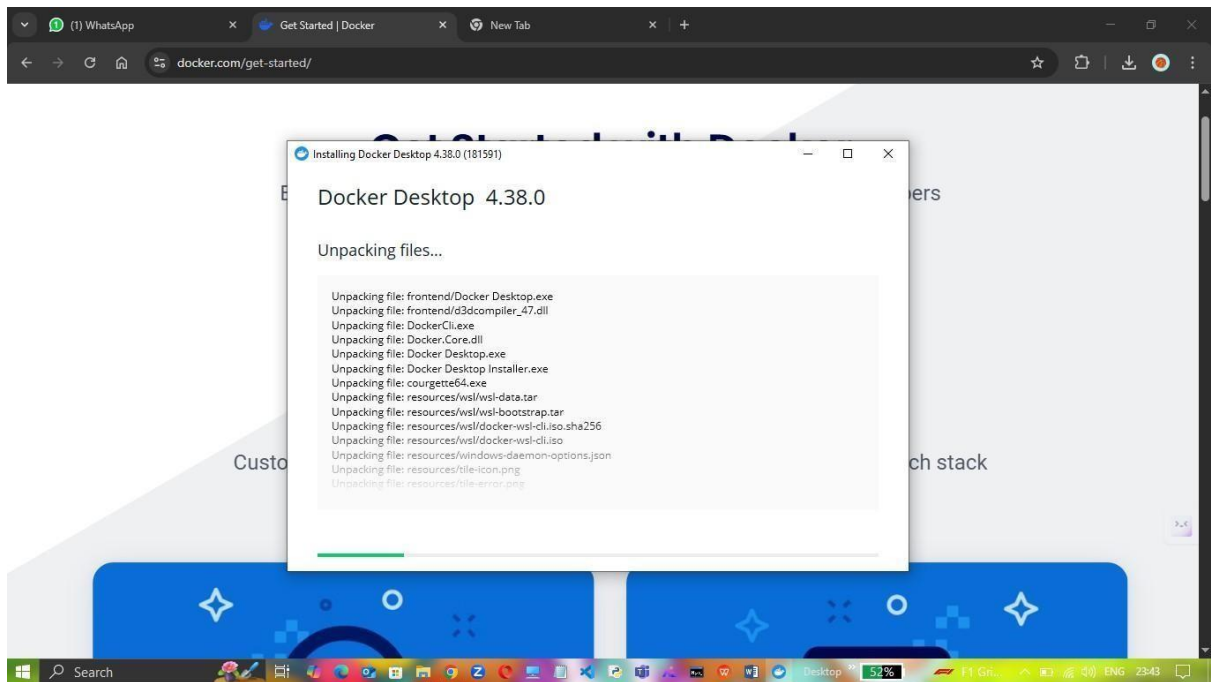 (1) WhatsApp
Get Started | Docker
New Tab
docker.com/get-started/
Installing Docker Desktop 4.38.0 (181591)
Docker Desktop 4.38.0
ers
Unpacking files...
Unpacking file: frontend/Docker Desktop.exe
Unpacking file: frontend/d3dcompiler_47.dll
Unpacking file: DockerCli.exe
Unpacking file: Docker.Core.dll
Unpacking file: Docker Desktop.exe
Unpacking file: Docker Desktop Installer.exe
Unpacking file: courgette64.exe
Unpacking file: resources/wsl/wsl-data.tar
Unpacking file: resources/wsl/wsl-bootstrap.tar
Unpacking file: resources/wsl/docker-wsl-cli.iso.sha256
Unpacking file: resources/wsl/docker-wsl-cli.iso
Unpacking file: resources/windows-daemon-options.json
Unpacking file: resources/tile-icon.png
Unpacking file: resources/tile-error.png
Custo
ch stack
Search
Desktop
52%
F1 Gri...
ENG
23:43